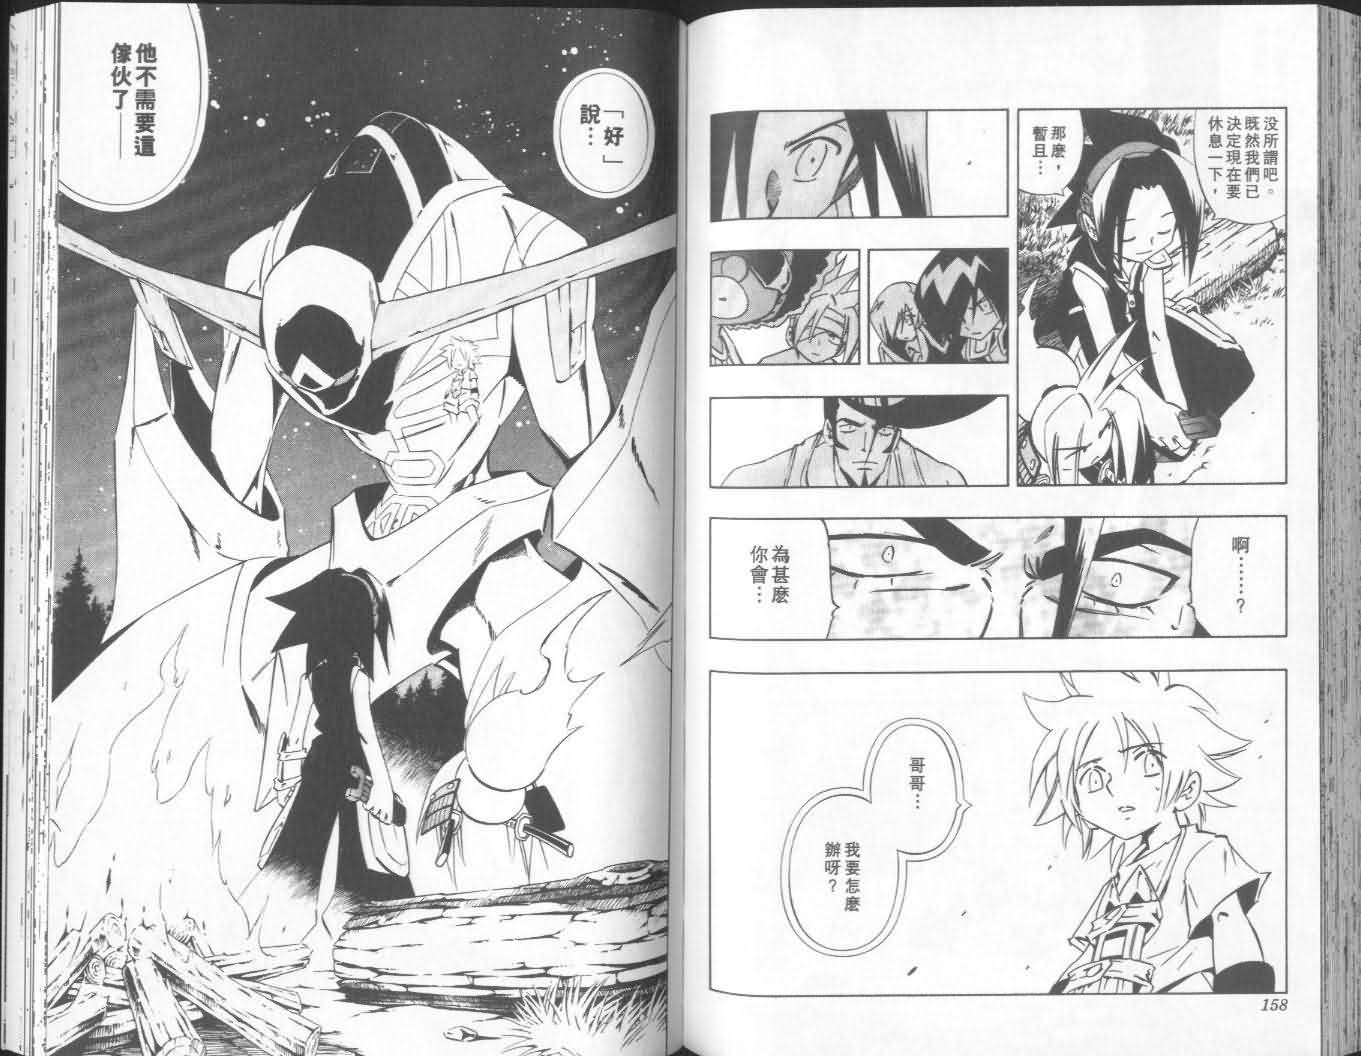 没所謂吧。
既然我們已
決定現在要
休息一下，
那麼，
暫且…
啊……？
為甚麼
你會…
哥哥…
我要怎麼
辦呀？
158
「好」
說…
他不需要這
傢伙了——